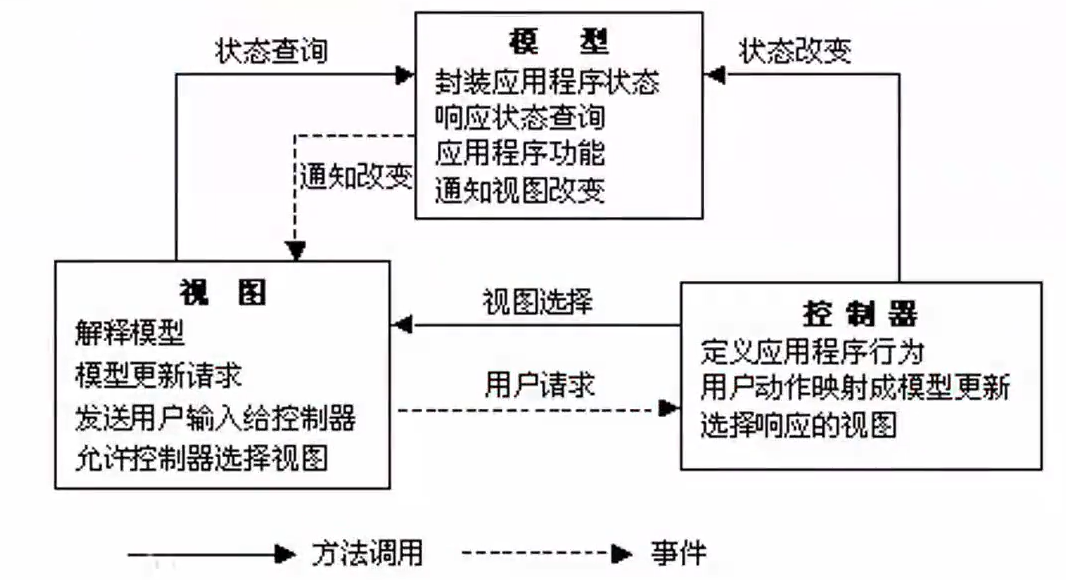 状态查询
模 型
状态改变
封装应用程序状态
响应状态查询
应用程序功能
通知视图改变
通知改变
视 图
解释模型
模型更新请求
发送用户输入给控制器
允许控制器选择视图
视图选择
用户请求
控 制 器
定义应用程序行为
用户动作映射成模型更新
选择响应的视图
方法调用
事件